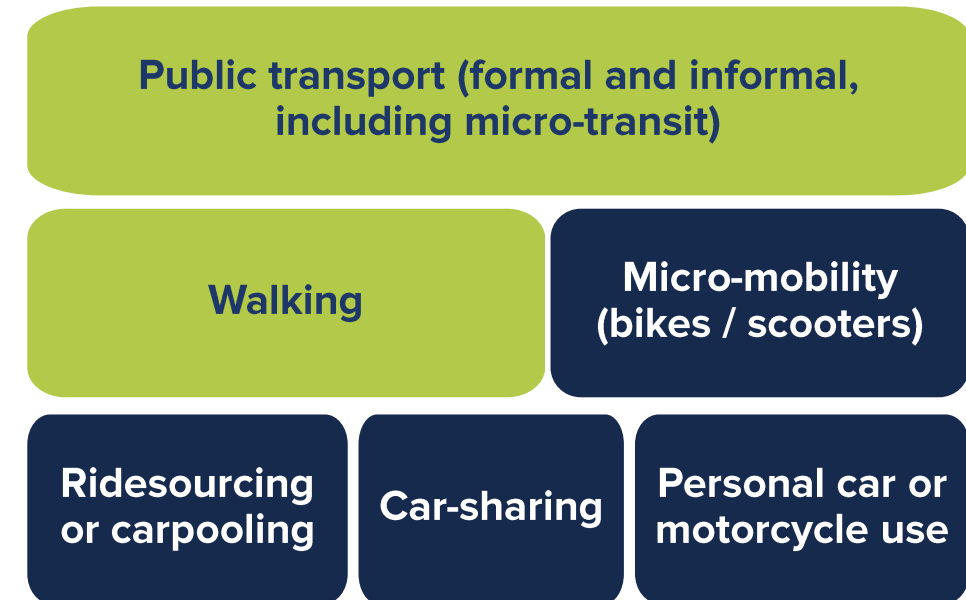 Public transport (formal and informal,
including micro-transit)
Walking
Micro-mobility
(bikes / scooters)
Ridesourcing
or carpooling
Car-sharing
Personal car or
motorcycle use